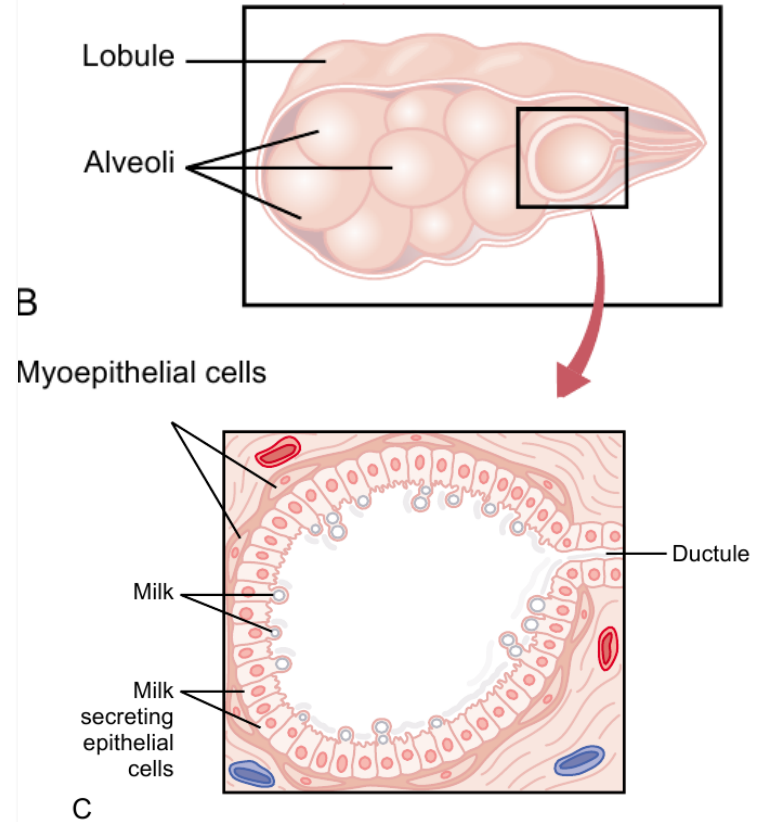 Lobule
Alveoli
B
Myoepithelial cells
Ductule
Milk
Milk
secreting
epithelial
cells
C